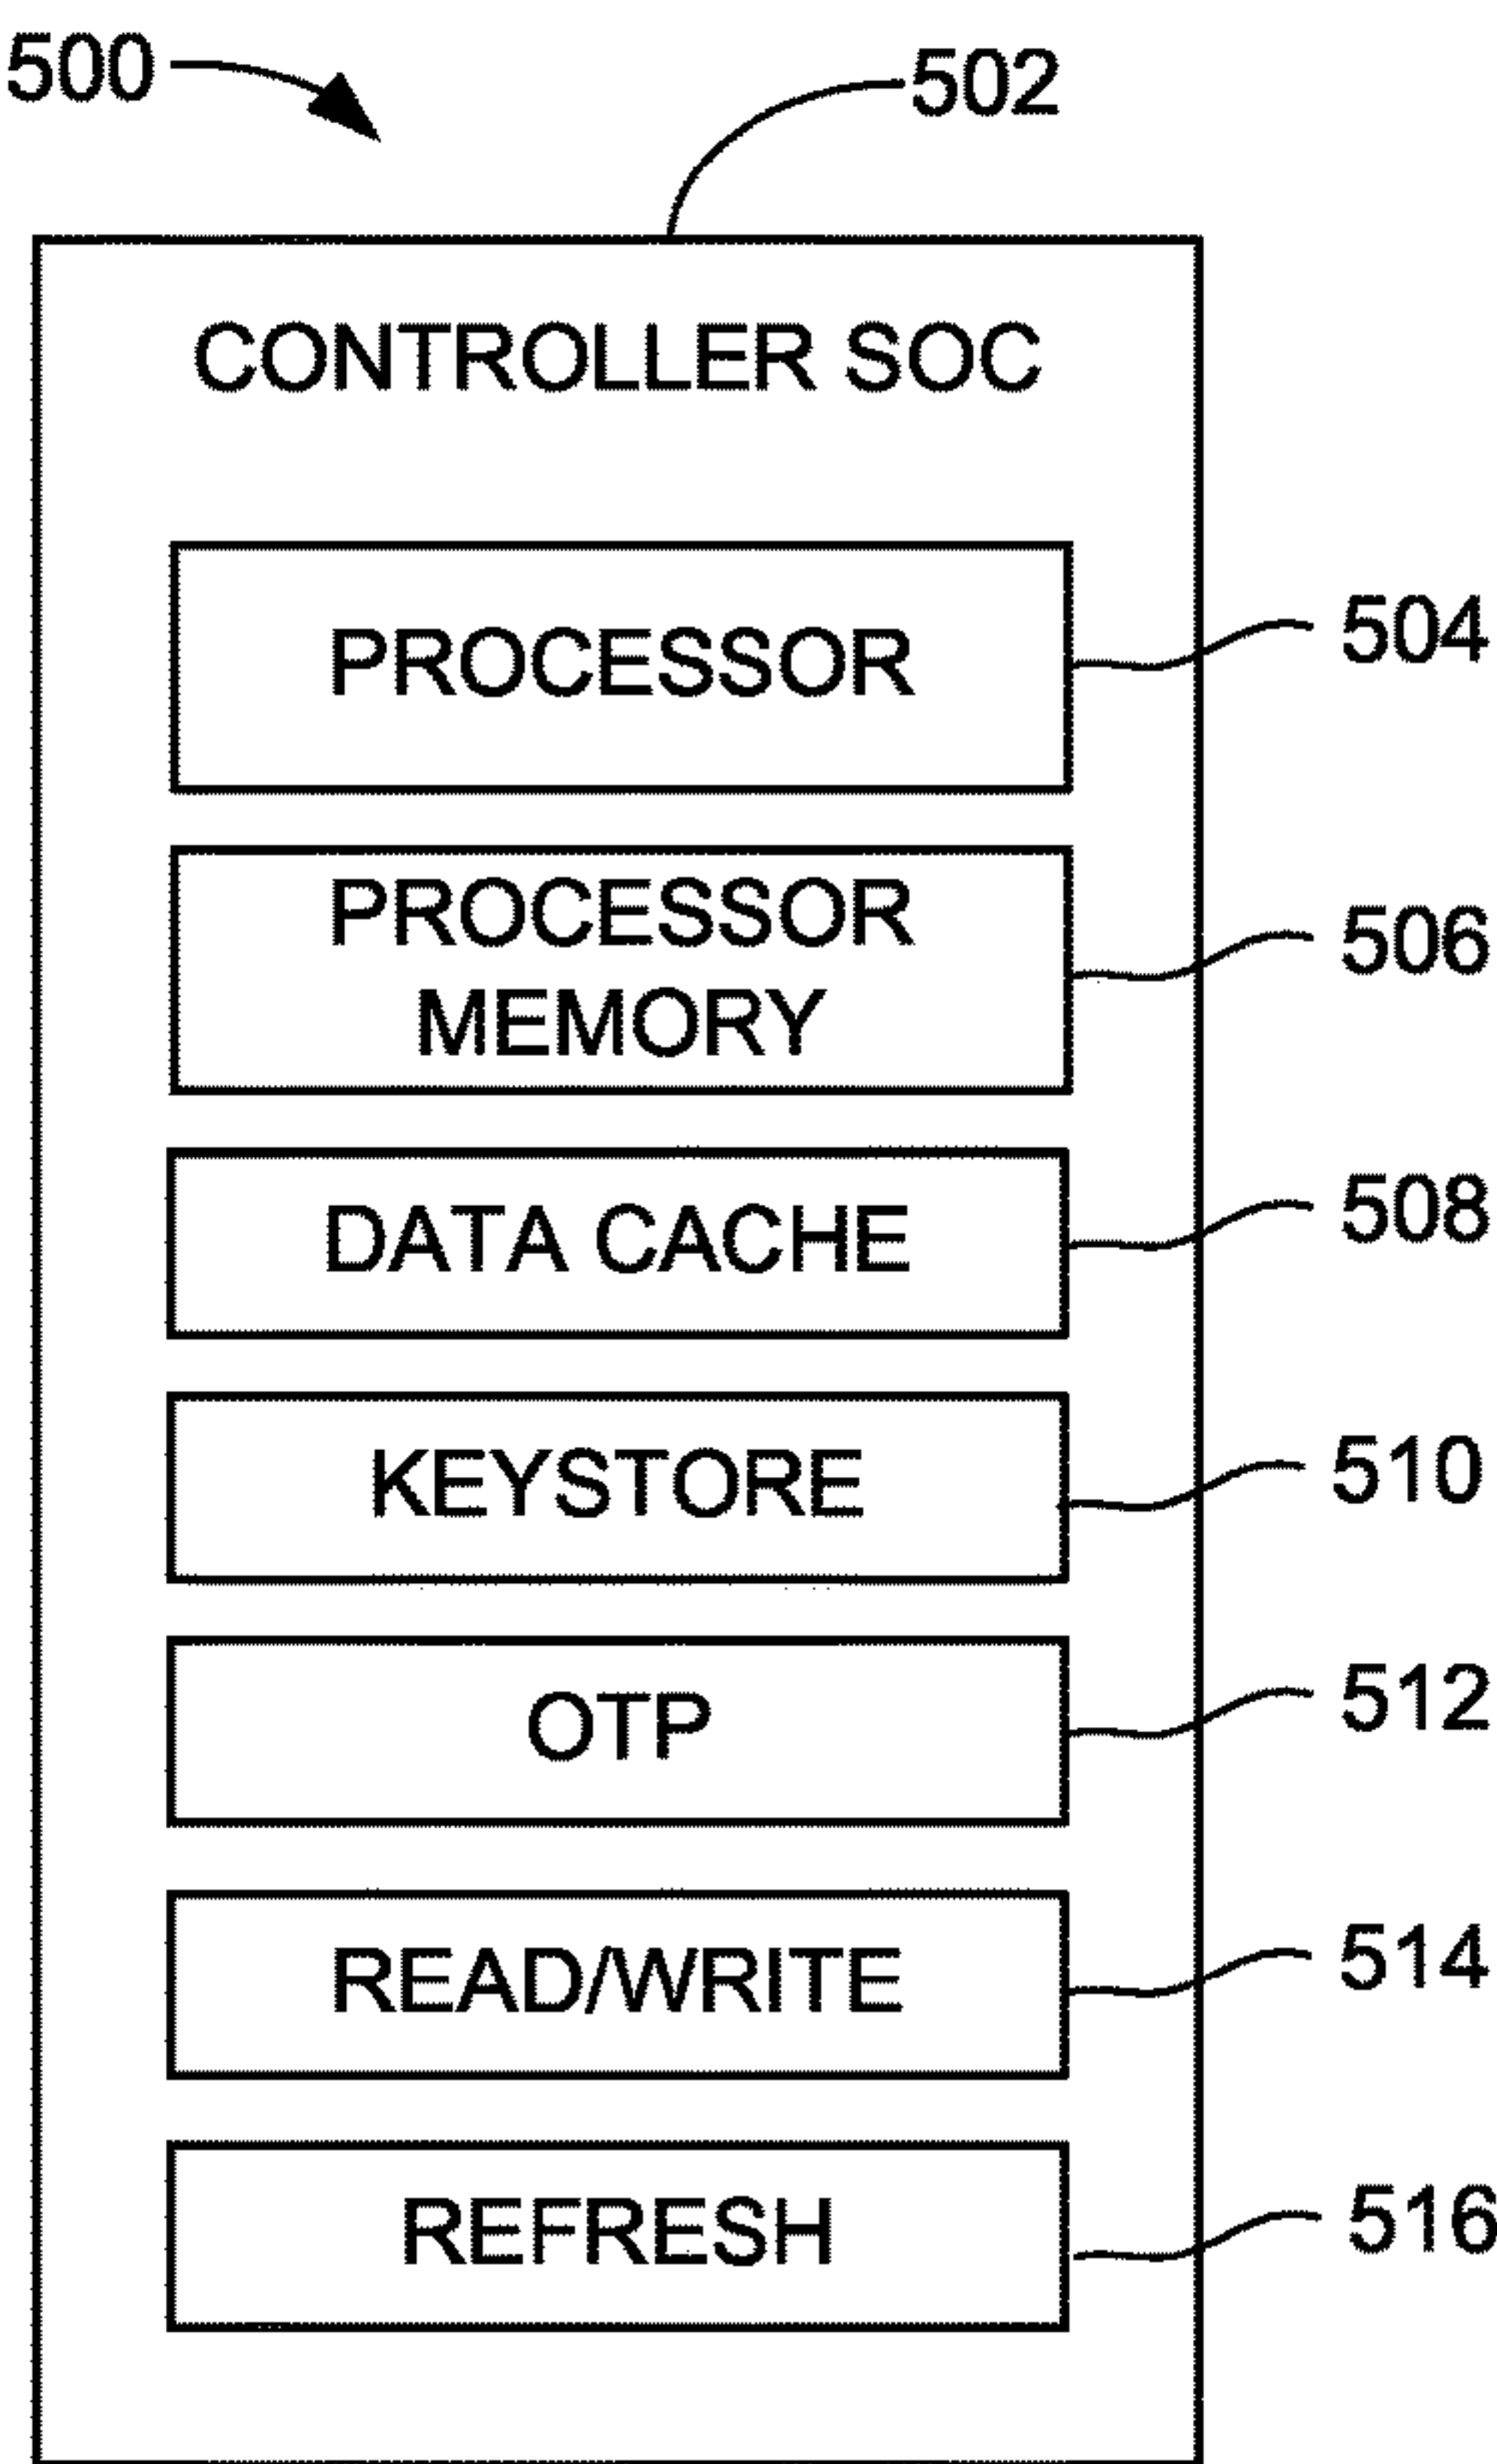 500
502
CONTROLLER SOC
PROCESSOR
504
PROCESSOR
MEMORY
506
DATA CACHE
508
KEYSTORE
510
OTP
512
READ/WRITE
514
REFRESH
516